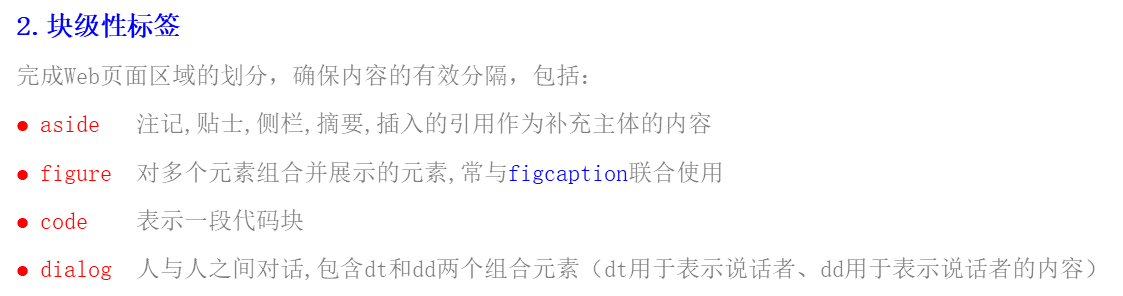 2. 块级性标签
完成Web页面区域的划分，确保内容的有效分隔，包括：
● aside 注记,贴士,侧栏,摘要,插入的引用作为补充主体的内容
● figure 对多个元素组合并展示的元素,常与figcaption联合使用
● code 表示一段代码块
● dialog 人与人之间对话,包含dt和dd两个组合元素（dt用于表示说话者、dd用于表示说话者的内容）